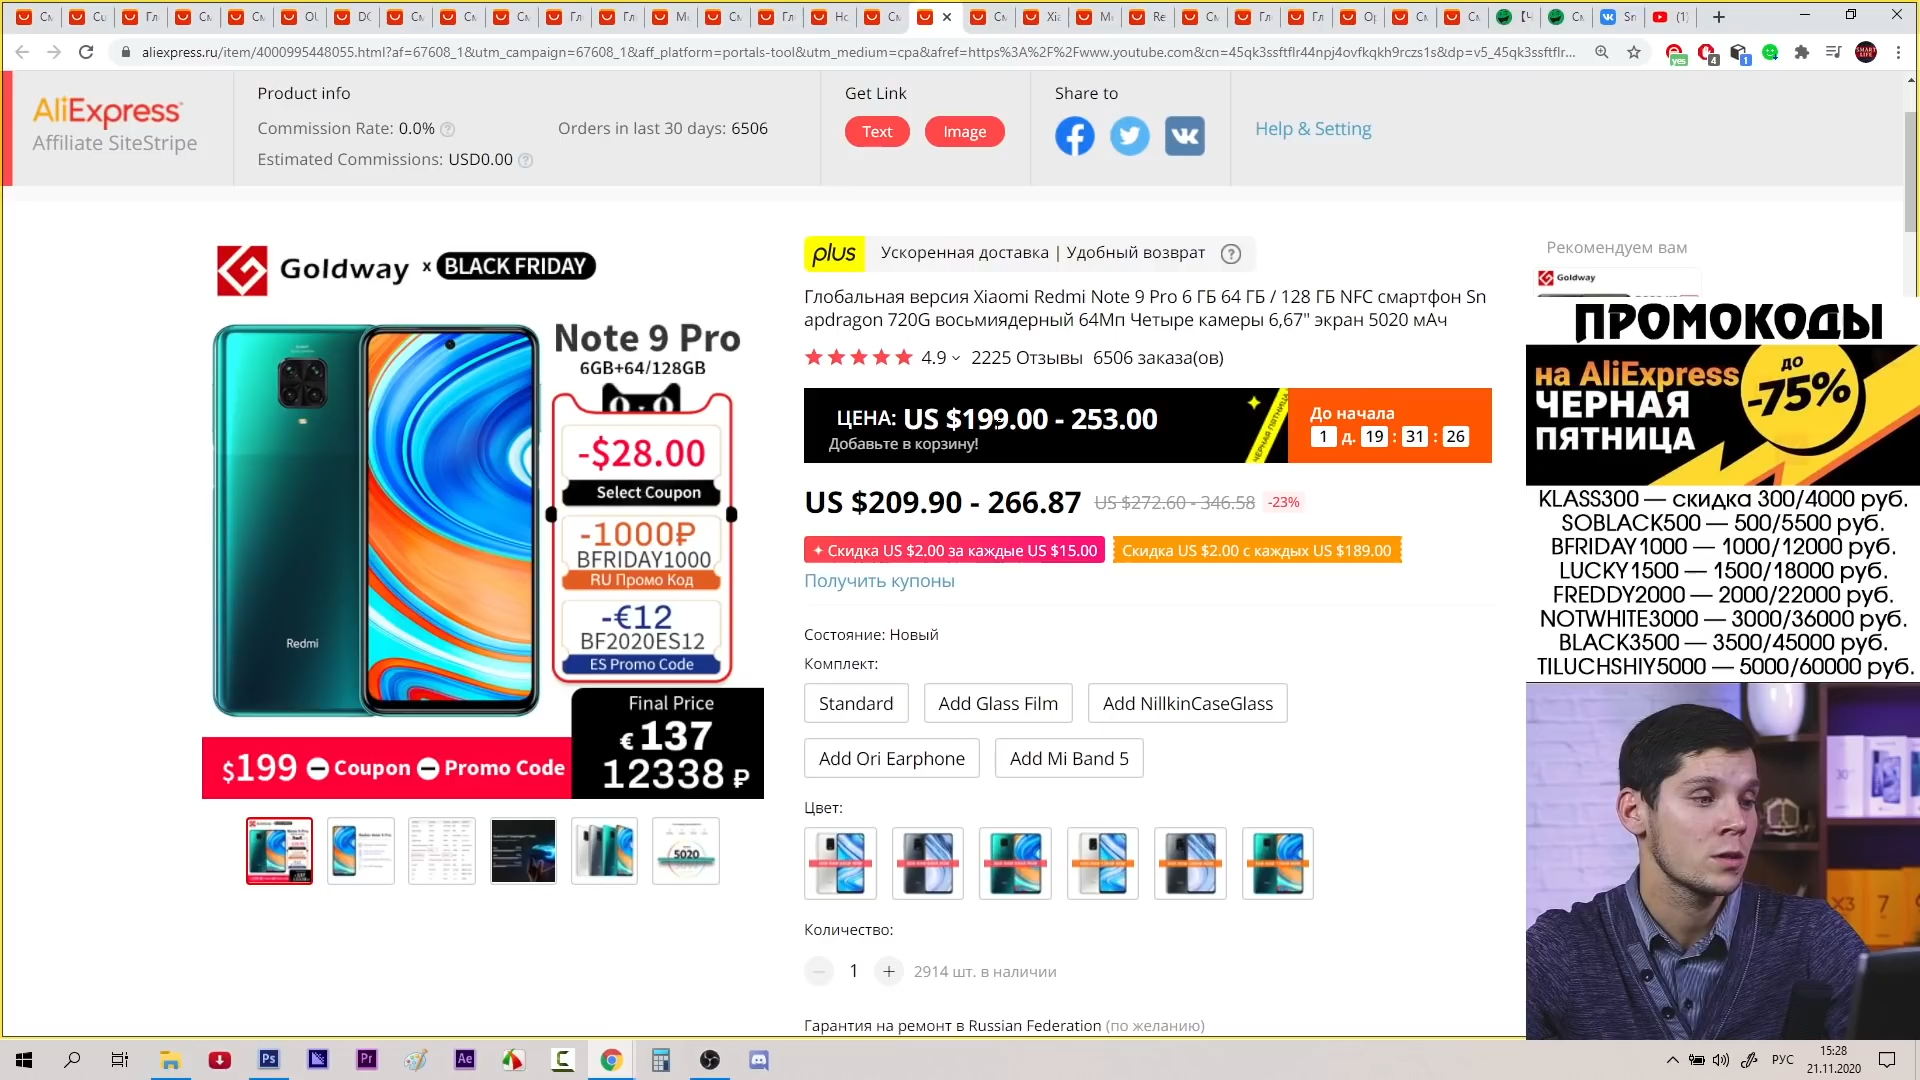 aliexpress.ru/item/4000995448055.html?af=67608_1&utm_campaign=67608_1&aff_platform=portals-tool&utm_medium=cpa&afref=https%3A%2F%2Fwww.youtube.com&cn=45qk3ssftflr44npj4ovfkqkh9rczs1s&dp=v5_45qk3ssftflr...
AliExpress
Affiliate SiteStripe
Product info
Commission Rate: 0.0%
Orders in last 30 days: 6506
Estimated Commissions: USD0.00
Get Link
Text
Image
Share to
Help & Setting
Goldway x BLACK FRIDAY
Note 9 Pro
6GB+64/128GB
-$28.00
Select Coupon
-1000₽
BFRIDAY1000
RU Промо Код
-€12
BF2020ES12
ES Promo Code
Redmi
Final Price
€ 137
12338 ₽
$199 Coupon Promo Code
5020
plus
Ускоренная доставка | Удобный возврат
Глобальная версия Xiaomi Redmi Note 9 Pro 6 ГБ 64 ГБ / 128 ГБ NFC смартфон Sn
apdragon 720G восьмиядерный 64Мп Четыре камеры 6,67" экран 5020 мАч
4.9 2225 Отзывы 6506 заказа(ов)
ЦЕНА: US $199.00 - 253.00
Добавьте в корзину!
ЧЕРНАЯ ПЯТНИЦА
До начала
1 д. 19 : 31 : 26
US $209.90 - 266.87 US $272.60 - 346.58 -23%
Скидка US $2.00 за каждые US $15.00
Скидка US $2.00 с каждых US $189.00
Получить купоны
Состояние: Новый
Комплект:
Standard
Add Glass Film
Add NillkinCaseGlass
Add Ori Earphone
Add Mi Band 5
Цвет:
Количество:
1
2914 шт. в наличии
Гарантия на ремонт в Russian Federation (по желанию)
Рекомендуем вам
Goldway
ПРОМОКОДЫ
на AliExpress
ЧЕРНАЯ
ПЯТНИЦА
ДО
-75%
KLASS300 — скидка 300/4000 руб.
SOBLACK500 — 500/5500 руб.
BFRIDAY1000 — 1000/12000 руб.
LUCKY1500 — 1500/18000 руб.
FREDDY2000 — 2000/22000 руб.
NOTWHITE3000 — 3000/36000 руб.
BLACK3500 — 3500/45000 руб.
TILUCHSHIY5000 — 5000/60000 руб.
РУС
15:28
21.11.2020